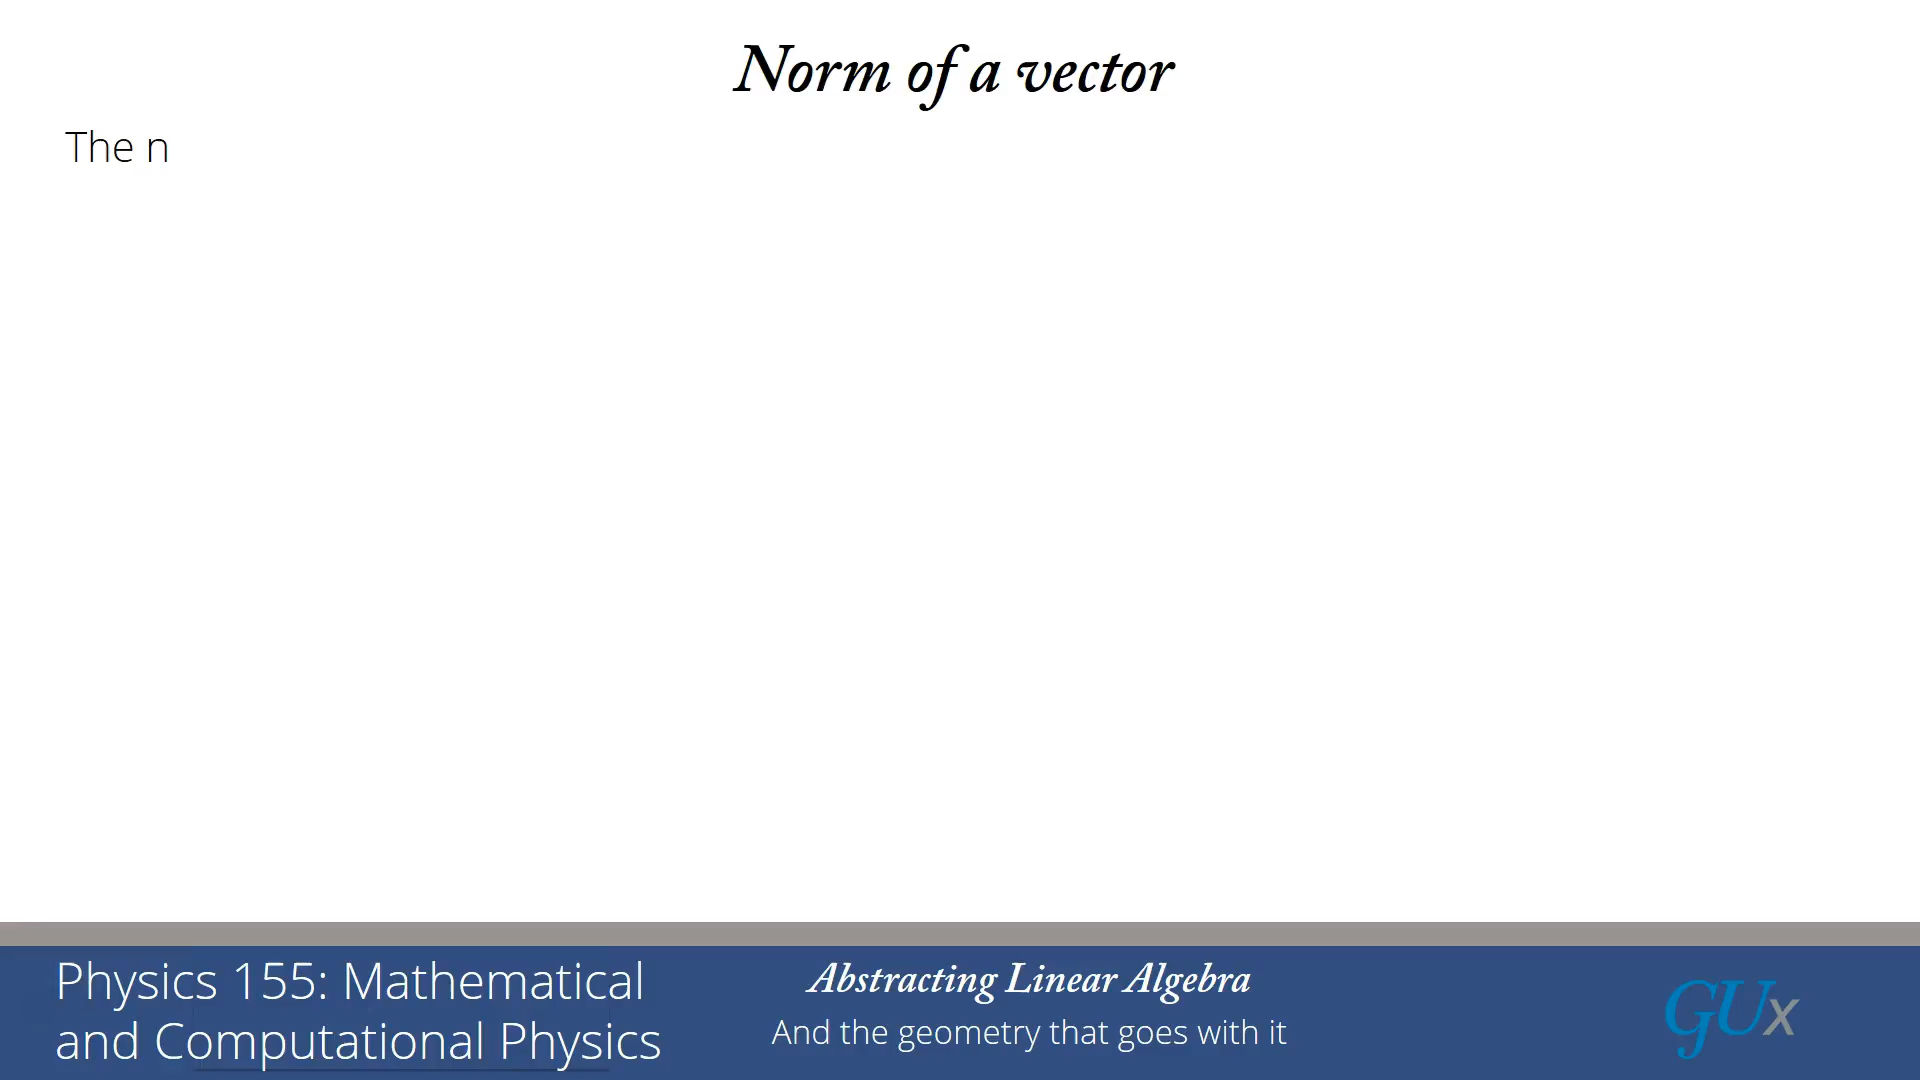 Norm of a vector
The n
Physics 155: Mathematical
and Computational Physics
Abstracting Linear Algebra
And the geometry that goes with it
GUx